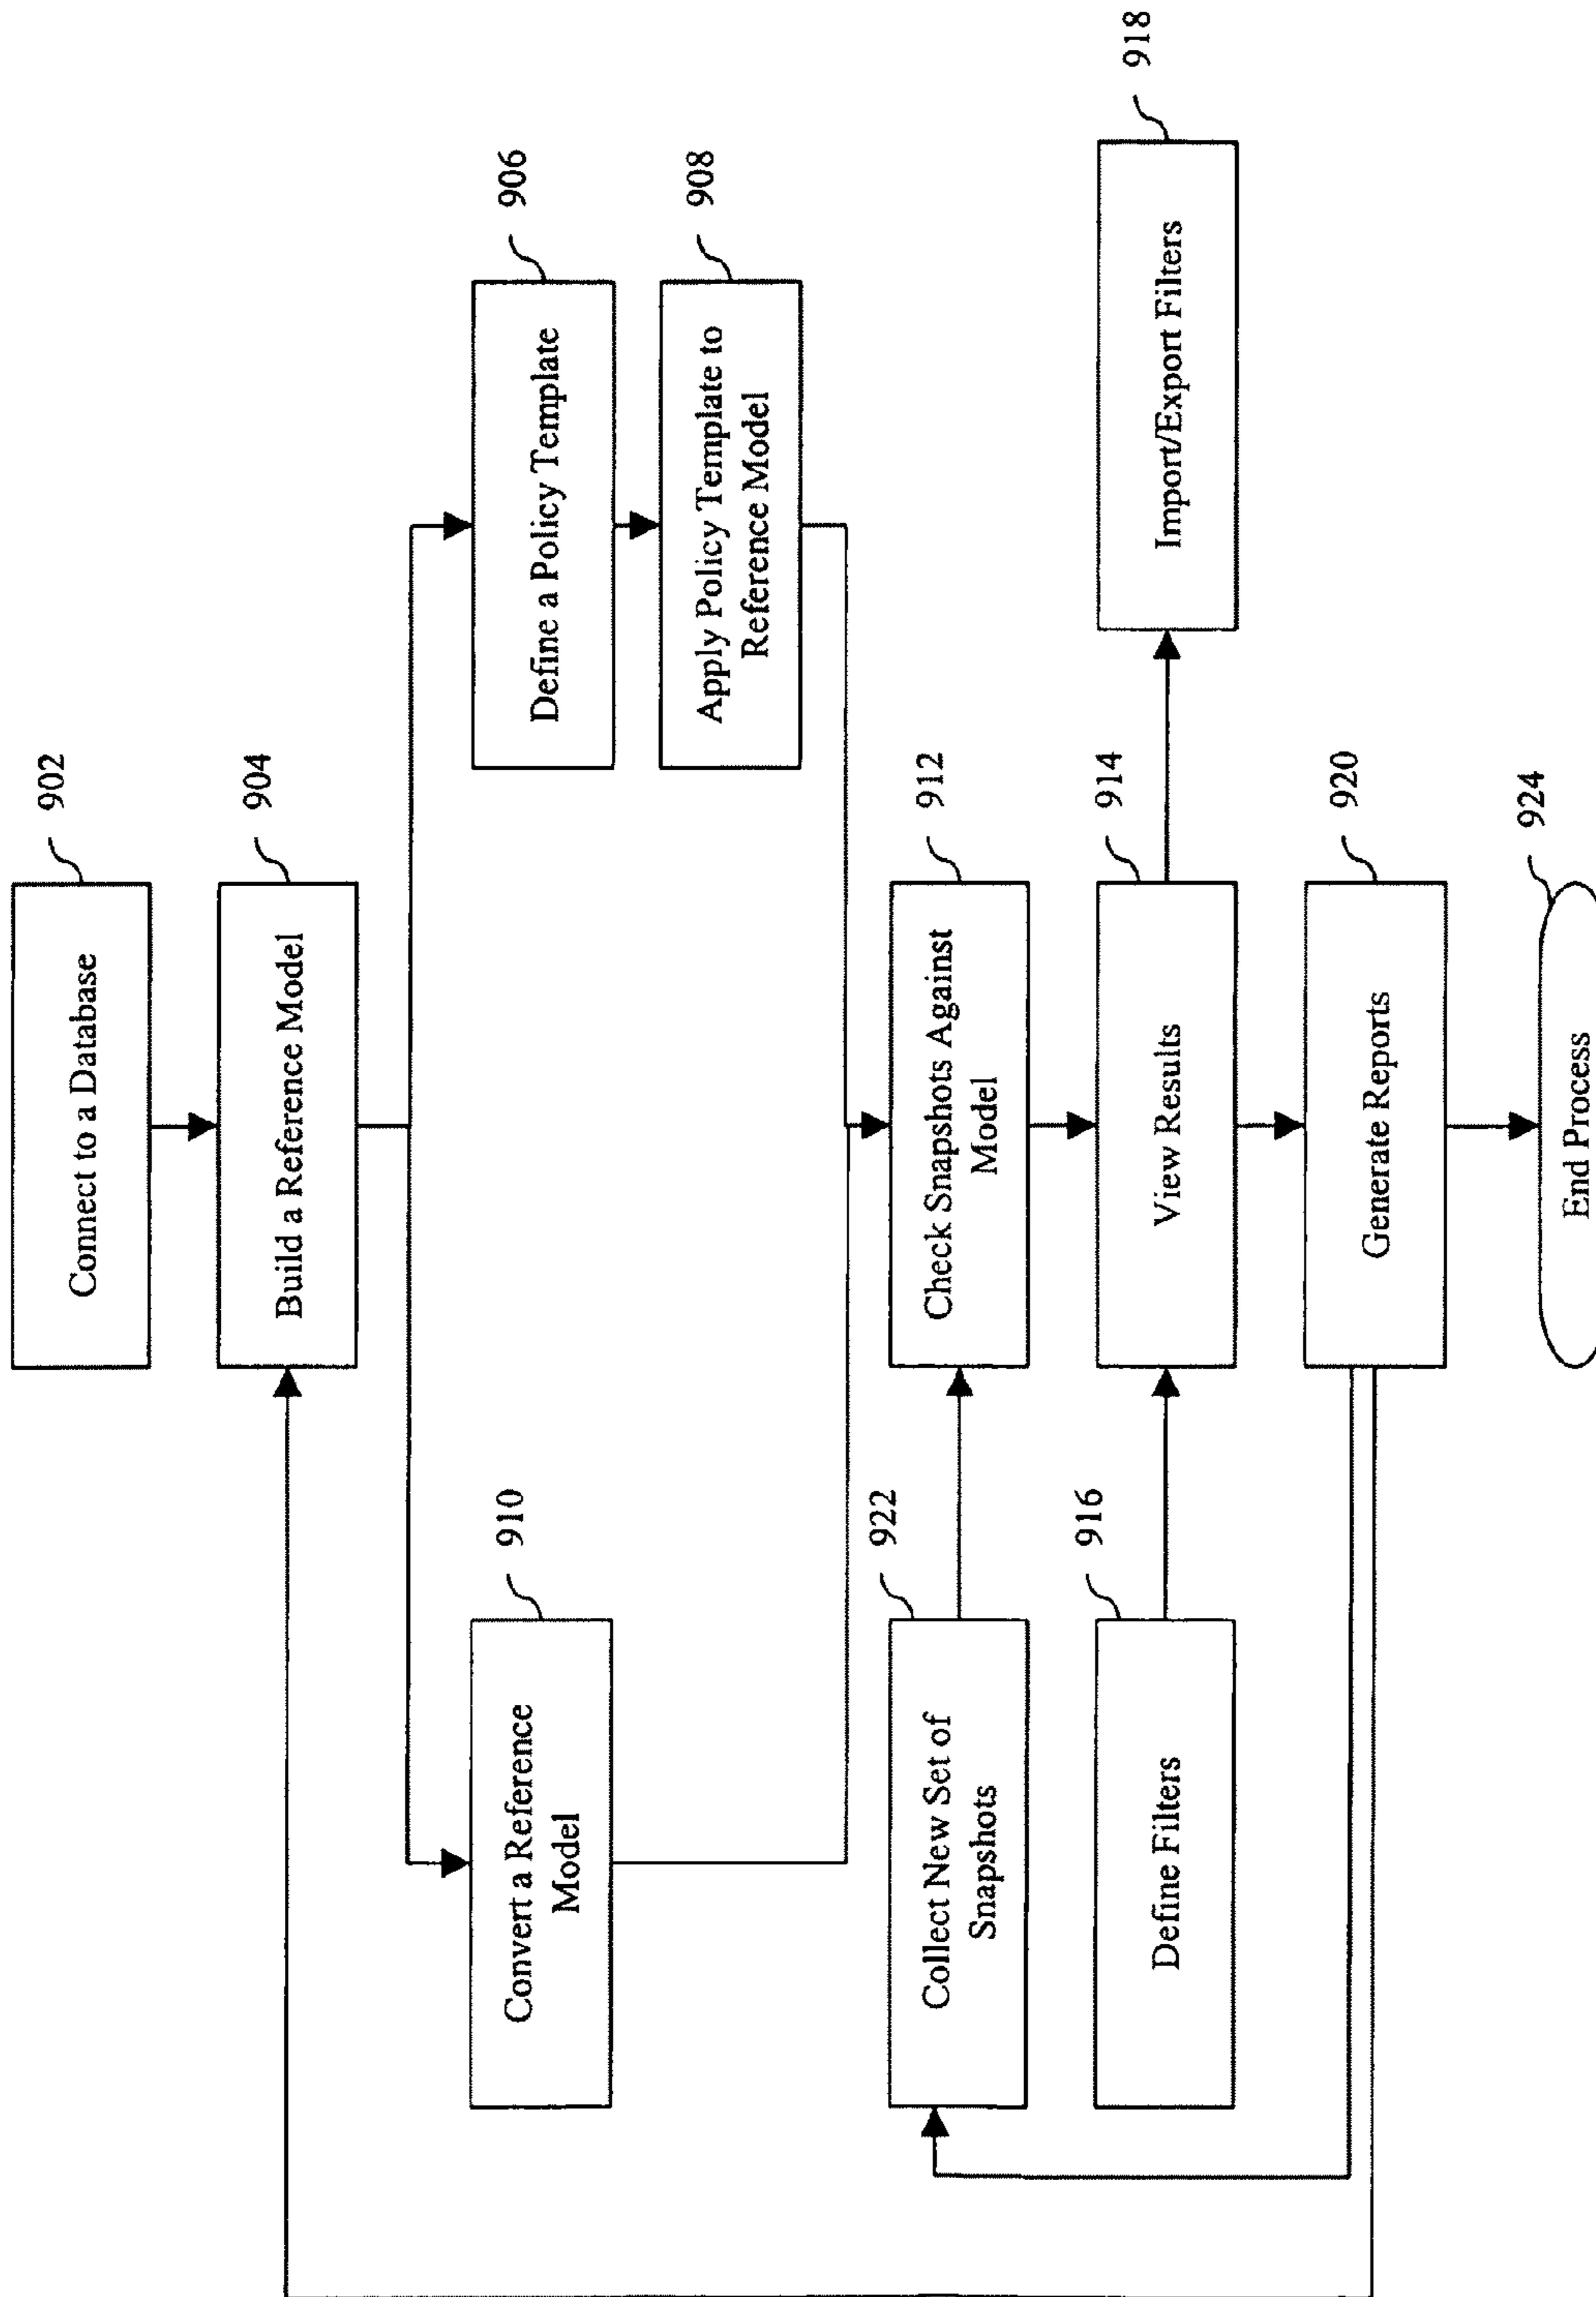 902
Connect to a Database
904
Build a Reference Model
906
Define a Policy Template
908
Apply Policy Template to
Reference Model
910
Convert a Reference
Model
912
Check Snapshots Against
Model
922
Collect New Set of
Snapshots
914
View Results
916
Define Filters
918
Import/Export Filters
920
Generate Reports
924
End Process